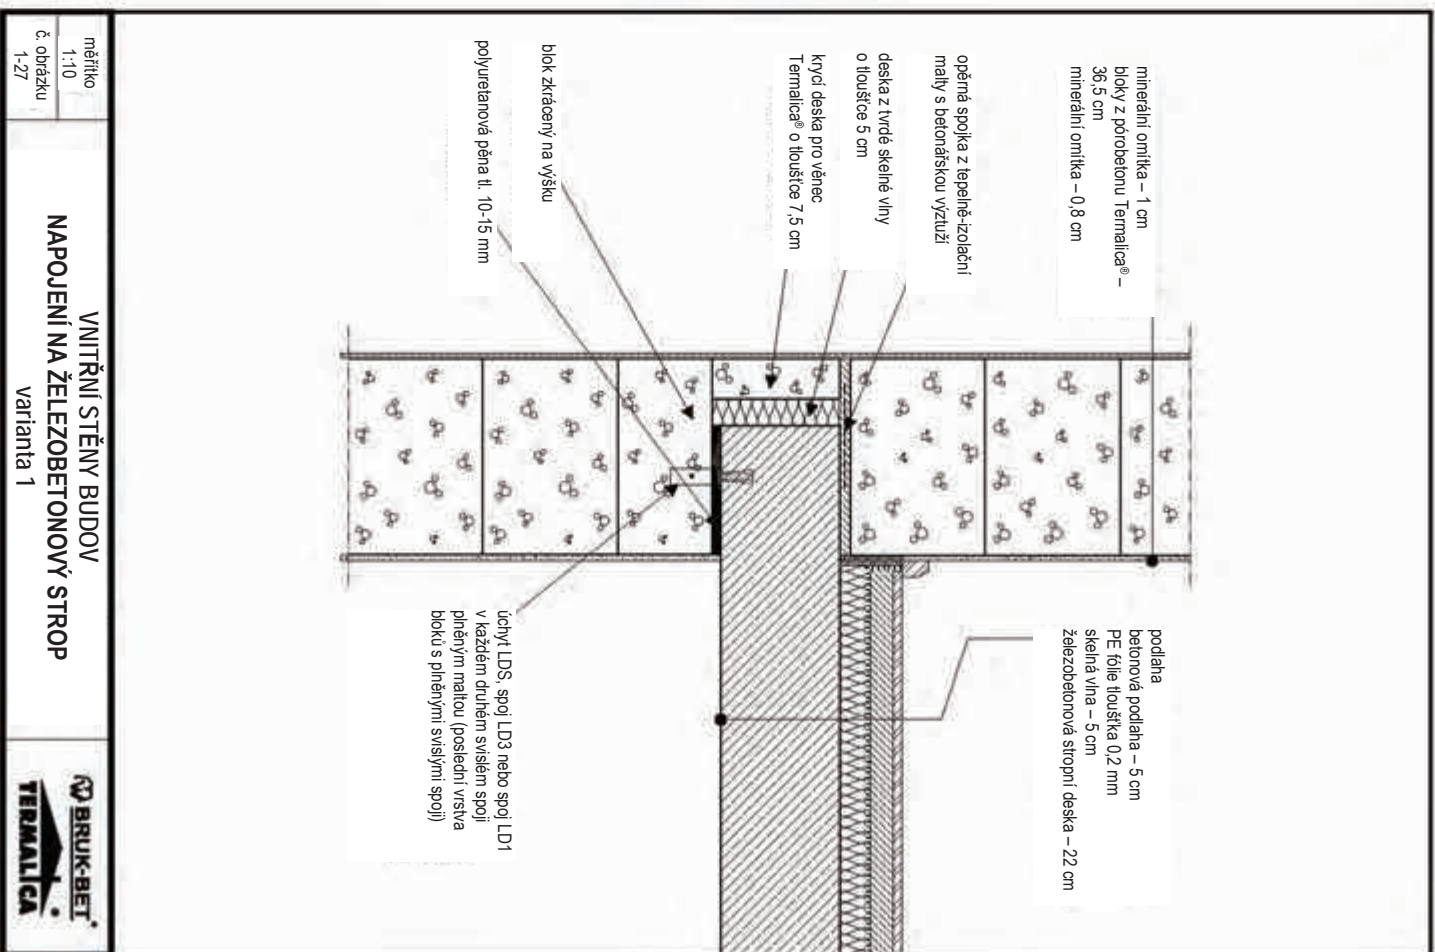 minerální omítka – 1 cm
bloky z pórobetonu Termalica® –
36,5 cm
minerální omítka – 0,8 cm
opěrná spojka z tepelně-izolační
malty s betonářskou výztuží
deska z tvrdé skelné vlny
o tloušťce 5 cm
krycí deska pro věnec
Termalica® o tloušťce 7,5 cm
blok zkrácený na výšku
polyuretanová pěna tl. 10-15 mm
podlaha
betonová podlaha – 5 cm
PE fólie tloušťka 0,2 mm
skelná vlna – 5 cm
železobetonová stropní deska – 22 cm
úchyt LDS, spoj LD3 nebo spoj LD1
v každém druhém svislém spoji
plněným maltou (poslední vrstva
bloků s plněnými svislými spoji)
měřítko
1:10
č. obrázku
1-27
VNITŘNÍ STĚNY BUDOV
NAPOJENÍ NA ŽELEZOBETONOVÝ STROP
varianta 1
BRUK-BET®
TERMALICA®